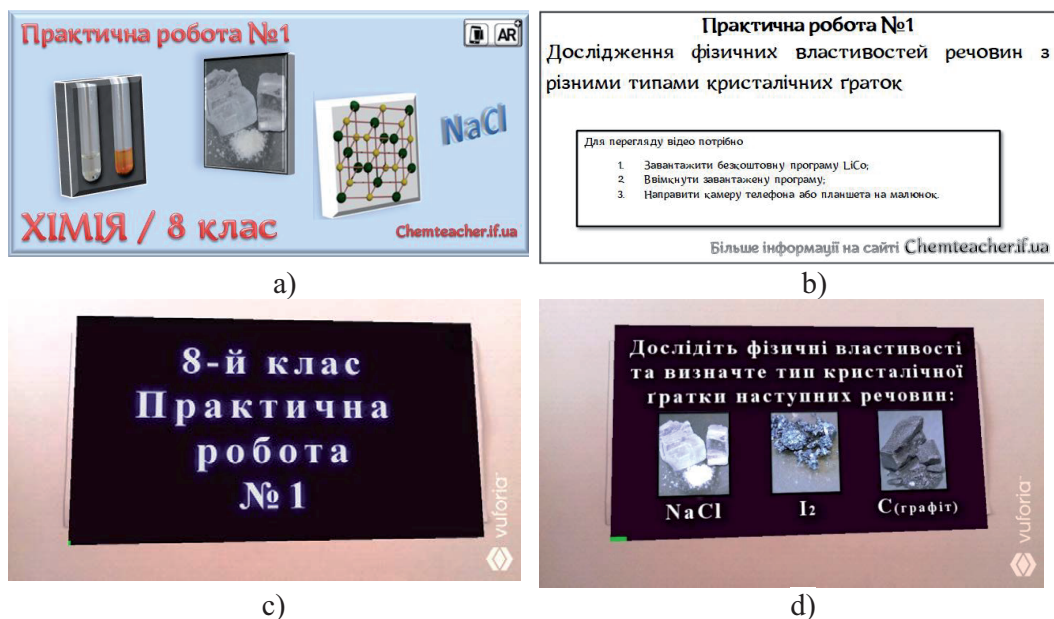 Практична робота №1
AR
NaCl
ХІМІЯ / 8 клас
Chemteacher.if.ua
a)
Практична робота №1
Дослідження фізичних властивостей речовин з
різними типами кристалічних ґраток
Для перегляду відео потрібно
1. Завантажити безкоштовну програму LiCo;
2. Ввімкнути завантажену програму;
3. Направити камеру телефона або планшета на малюнок.
Більше інформації на сайті Chemteacher.if.ua
b)
8-й клас
Практична
робота
№ 1
vuforia
c)
Дослідіть фізичні властивості
та визначте тип кристалічної
ґратки наступних речовин:
NaCl I2 C(графіт)
vuforia
d)